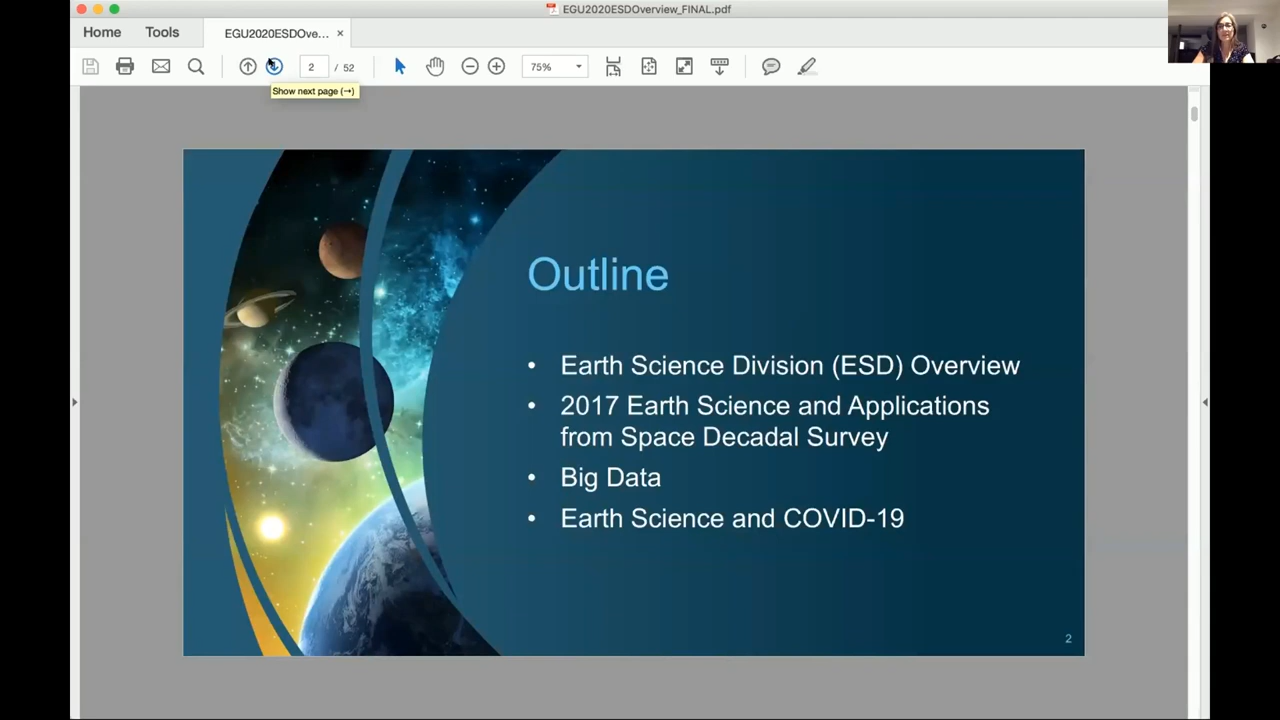 EGU2020ESDOverview_FINAL.pdf
Home Tools EGU2020ESDOve... ×
2 / 52 75%
Show next page (→)
Outline
• Earth Science Division (ESD) Overview
• 2017 Earth Science and Applications
from Space Decadal Survey
• Big Data
• Earth Science and COVID-19
2